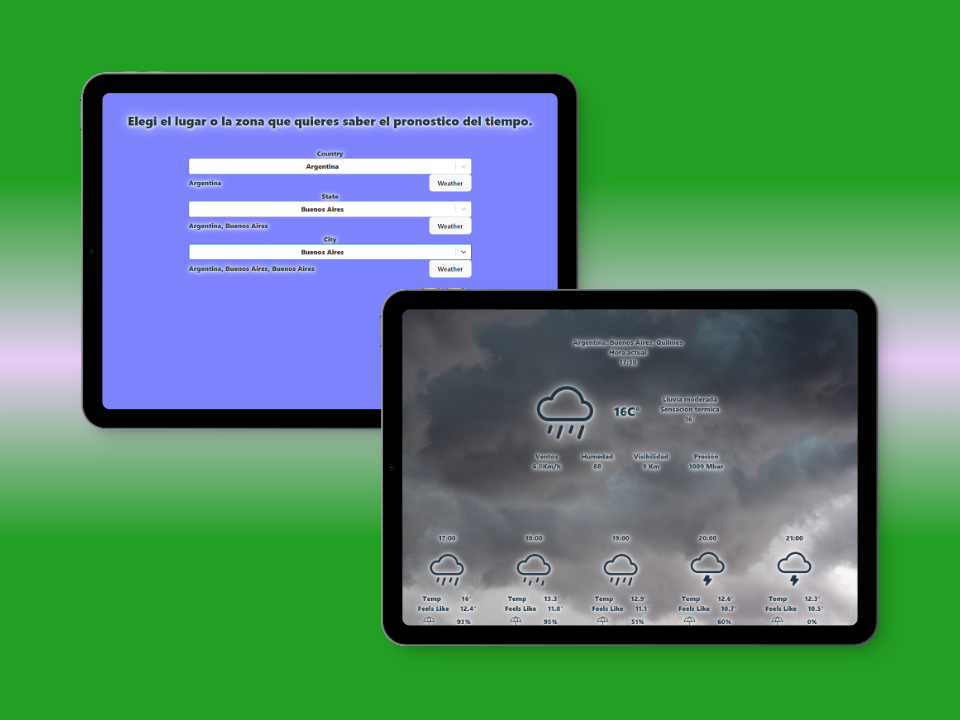 Elegi el lugar o la zona que quieres saber el pronostico del tiempo.
Country
Argentina
Argentina
Weather
State
Buenos Aires
Argentina, Buenos Aires
Weather
City
Buenos Aires
Argentina, Buenos Aires, Buenos Aires
Weather
Argentina, Buenos Aires, Quilmes
Hora actual
17:10
16C°
Lluvia moderada
Sensacion termica
16°
Ventos Humedad Visibilidad Presión
6.8Km/h 88 9 Km 1009 Mbar
17:00 18:00 19:00 20:00 21:00
Temp 16° Temp 13.3° Temp 12.9° Temp 12.6° Temp 12.3°
Feels Like 12.4° Feels Like 11.8° Feels Like 11.1° Feels Like 10.7° Feels Like 10.5°
93% 95% 51% 60% 0%